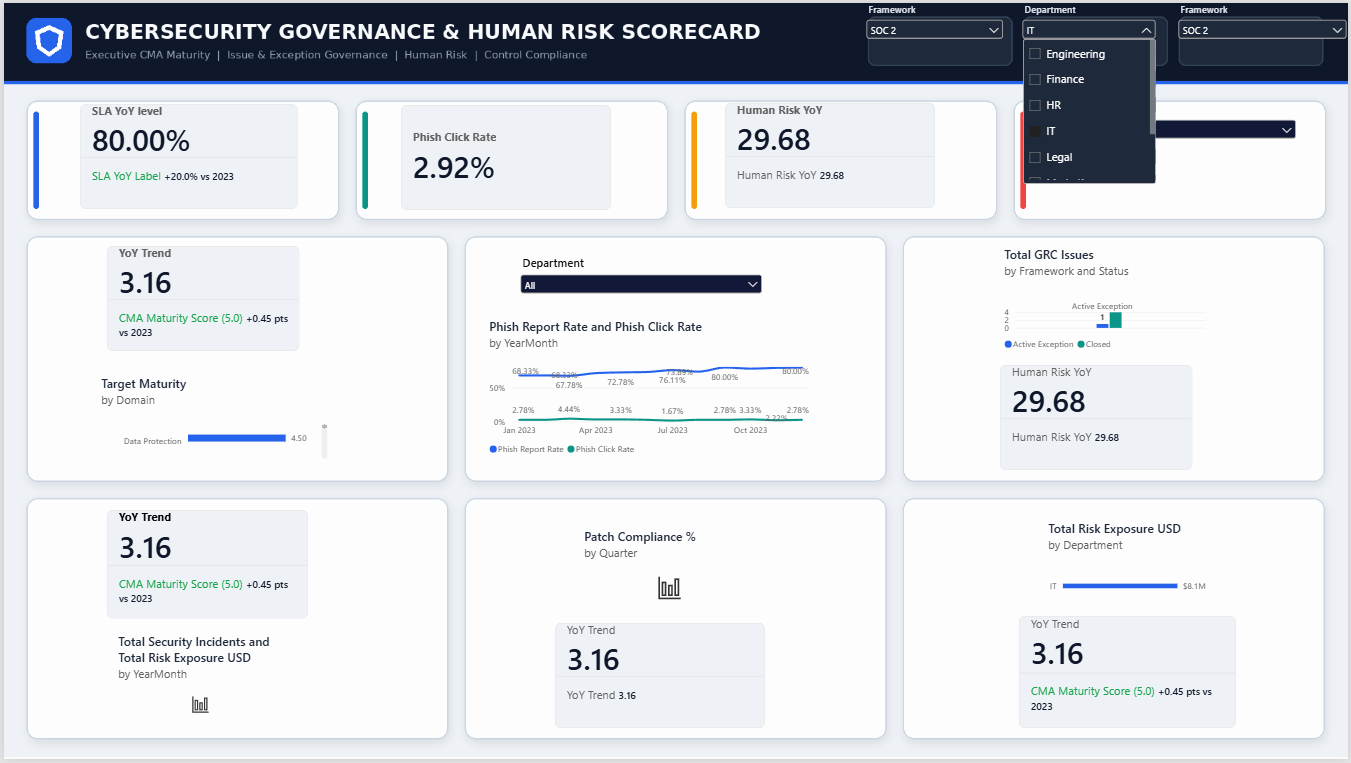 CYBERSECURITY GOVERNANCE & HUMAN RISK SCORECARD
Executive CMA Maturity | Issue & Exception Governance | Human Risk | Control Compliance
Framework
SOC 2
Department
IT
Engineering
Finance
HR
IT
Legal
Framework
SOC 2
SLA YoY level
80.00%
SLA YoY Label +20.0% vs 2023
Phish Click Rate
2.92%
Human Risk YoY
29.68
Human Risk YoY 29.68
YoY Trend
3.16
CMA Maturity Score (5.0) +0.45 pts
vs 2023
Target Maturity
by Domain
Data Protection 4.50
Department
All
Phish Report Rate and Phish Click Rate
by YearMonth
68.33% 68.33% 67.78% 72.78% 73.89% 76.11% 80.00% 80.00%
50%
2.78% 4.44% 3.33% 1.67% 2.78% 3.33% 2.22% 2.78%
0%
Jan 2023 Apr 2023 Jul 2023 Oct 2023
Phish Report Rate Phish Click Rate
Total GRC Issues
by Framework and Status
Active Exception
4
2
0
1
Active Exception Closed
Human Risk YoY
29.68
Human Risk YoY 29.68
YoY Trend
3.16
CMA Maturity Score (5.0) +0.45 pts
vs 2023
Total Security Incidents and
Total Risk Exposure USD
by YearMonth
Patch Compliance %
by Quarter
YoY Trend
3.16
YoY Trend 3.16
Total Risk Exposure USD
by Department
IT $8.1M
YoY Trend
3.16
CMA Maturity Score (5.0) +0.45 pts vs
2023